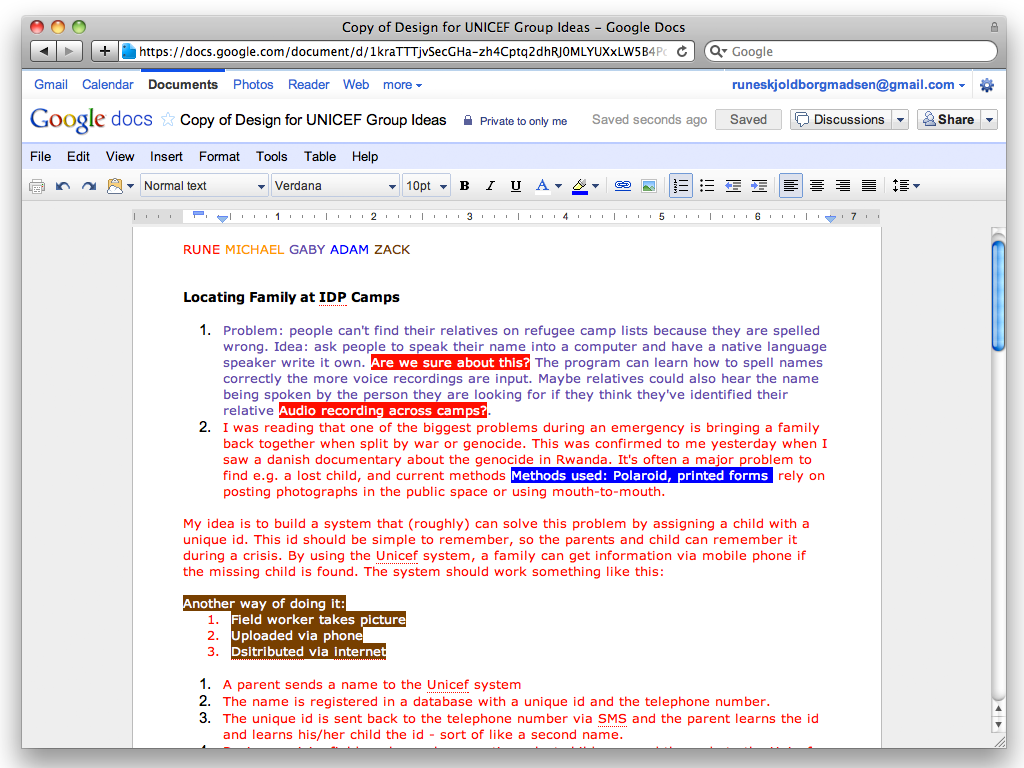 Copy of Design for UNICEF Group Ideas – Google Docs
https://docs.google.com/document/d/1kraTTTjvSecGHa-zh4Cptq2dhRJ0MLYUXxLW5B4P
Google
Gmail Calendar Documents Photos Reader Web more
runeskjoldborgmadsen@gmail.com
Google docs Copy of Design for UNICEF Group Ideas Private to only me Saved seconds ago Saved Discussions Share
File Edit View Insert Format Tools Table Help
Normal text Verdana 10pt B I U A
1 2 3 4 5 6 7
RUNE MICHAEL GABY ADAM ZACK
Locating Family at IDP Camps
1. Problem: people can't find their relatives on refugee camp lists because they are spelled
wrong. Idea: ask people to speak their name into a computer and have a native language
speaker write it own. Are we sure about this? The program can learn how to spell names
correctly the more voice recordings are input. Maybe relatives could also hear the name
being spoken by the person they are looking for if they think they've identified their
relative Audio recording across camps?.
2. I was reading that one of the biggest problems during an emergency is bringing a family
back together when split by war or genocide. This was confirmed to me yesterday when I
saw a danish documentary about the genocide in Rwanda. It's often a major problem to
find e.g. a lost child, and current methods Methods used: Polaroid, printed forms rely on
posting photographs in the public space or using mouth-to-mouth.
My idea is to build a system that (roughly) can solve this problem by assigning a child with a
unique id. This id should be simple to remember, so the parents and child can remember it
during a crisis. By using the Unicef system, a family can get information via mobile phone if
the missing child is found. The system should work something like this:
Another way of doing it:
1. Field worker takes picture
2. Uploaded via phone
3. Dsitributed via internet
1. A parent sends a name to the Unicef system
2. The name is registered in a database with a unique id and the telephone number.
3. The unique id is sent back to the telephone number via SMS and the parent learns the id
and learns his/her child the id - sort of like a second name.